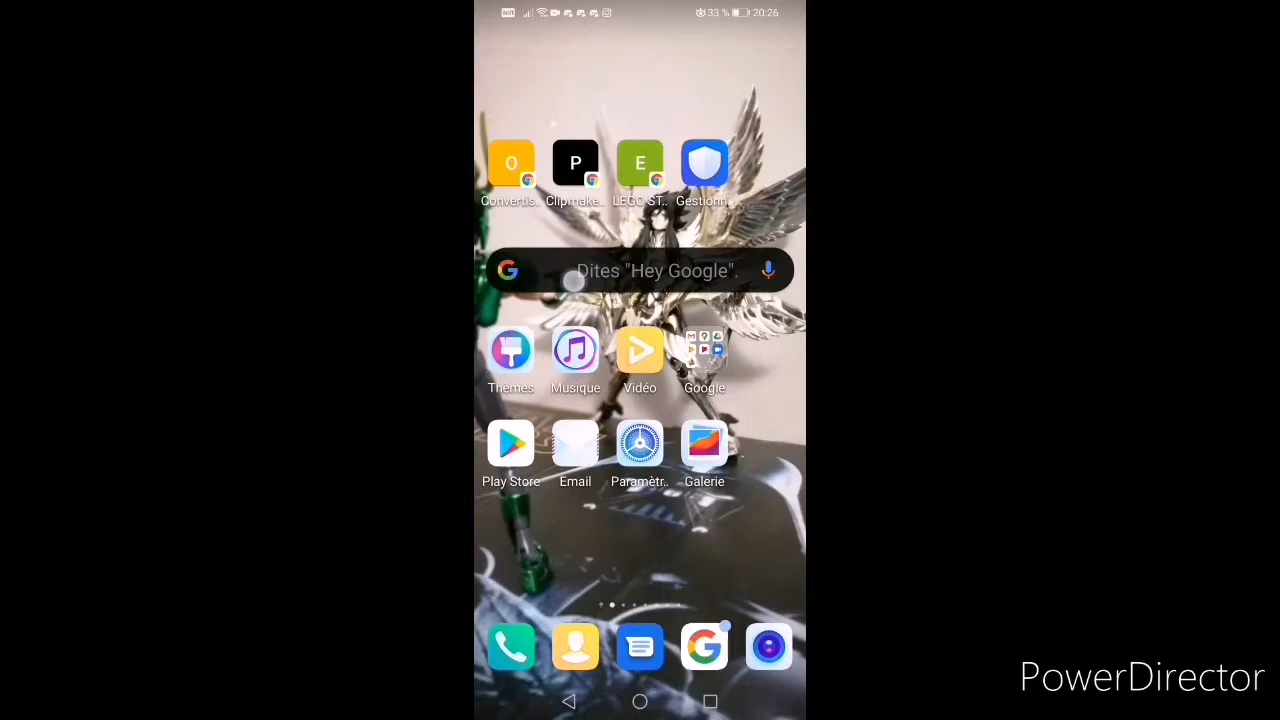 33 % 20:26
O P E
Convertis.. Clipmake.. LEGO ST.. Gestionn..
Dites "Hey Google".
Thèmes Musique Vidéo Google
Play Store Email Paramètr.. Galerie
PowerDirector